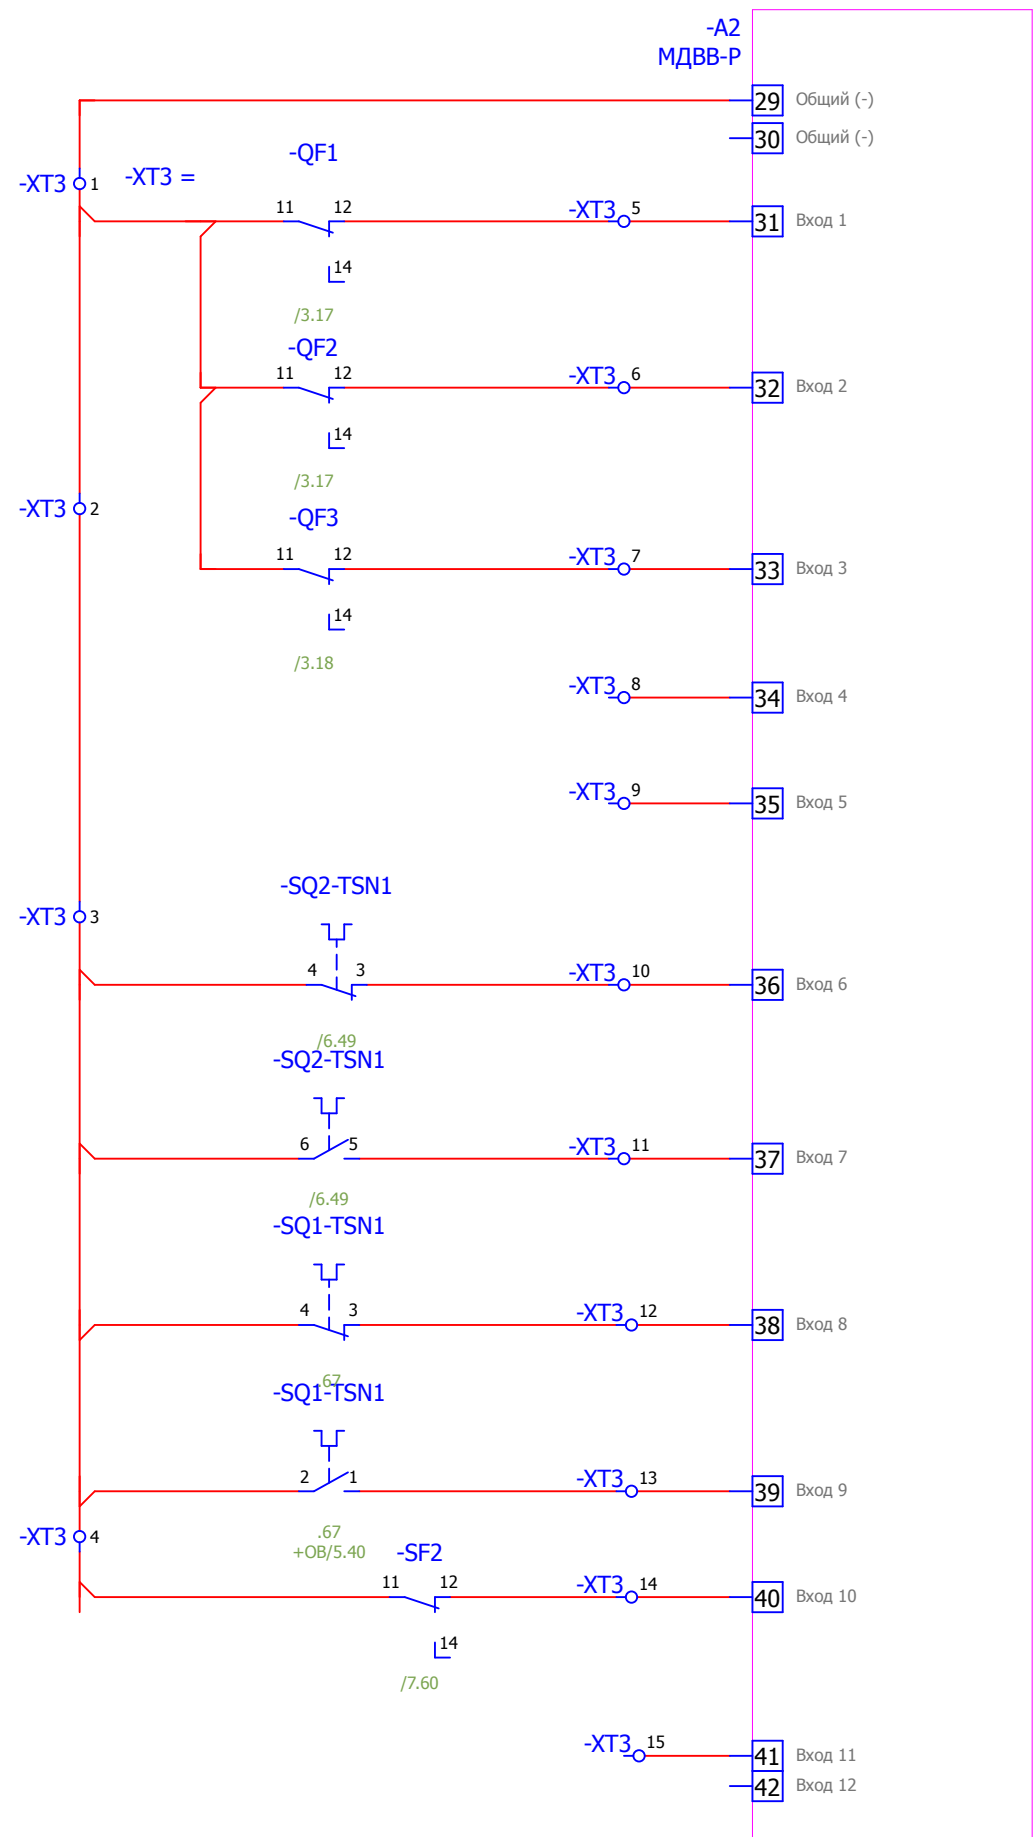 -A2
МДВВ-Р
29 Общий (-)
30 Общий (-)
-QF1
-XT3 1 -XT3 =
11 12 -XT3 5 31 Вход 1
14
/3.17
-QF2
11 12 -XT3 6 32 Вход 2
14
/3.17
-XT3 2
-QF3
11 12 -XT3 7 33 Вход 3
14
/3.18
-XT3 8 34 Вход 4
-XT3 9 35 Вход 5
-SQ2-TSN1
-XT3 3
4 3 -XT3 10 36 Вход 6
/6.49
-SQ2-TSN1
6 5 -XT3 11 37 Вход 7
/6.49
-SQ1-TSN1
4 3 -XT3 12 38 Вход 8
.67
-SQ1-TSN1
2 1 -XT3 13 39 Вход 9
-XT3 4
.67
+ОВ/5.40 -SF2
11 12 -XT3 14 40 Вход 10
14
/7.60
-XT3 15 41 Вход 11
42 Вход 12